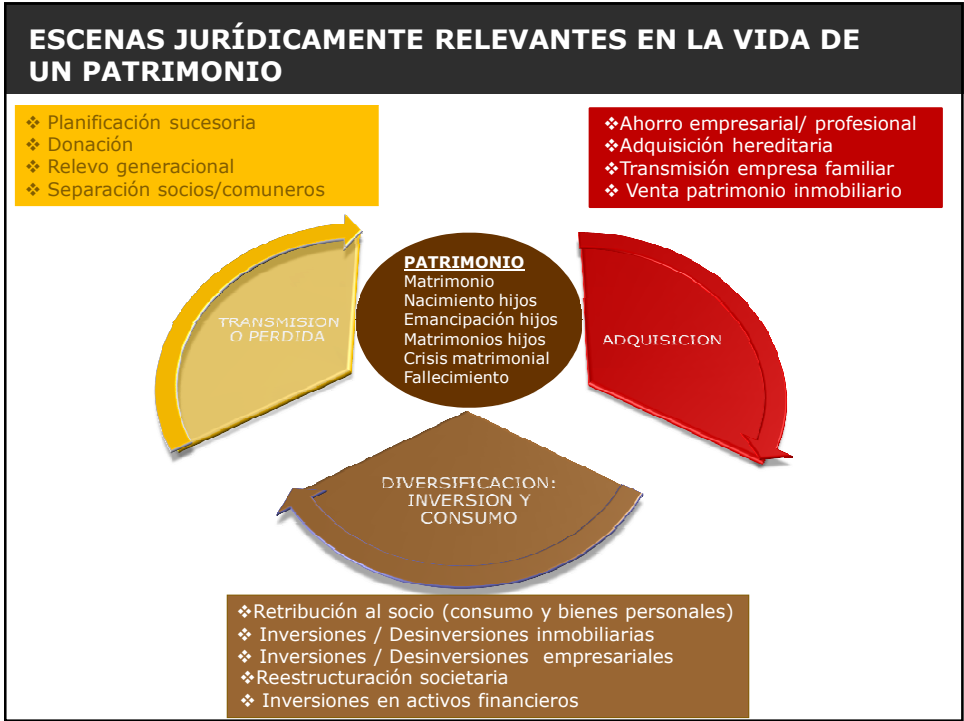 ESCENAS JURÍDICAMENTE RELEVANTES EN LA VIDA DE
UN PATRIMONIO
❖ Planificación sucesoria
❖ Donación
❖ Relevo generacional
❖ Separación socios/comuneros
❖Ahorro empresarial/ profesional
❖Adquisición hereditaria
❖Transmisión empresa familiar
❖ Venta patrimonio inmobiliario
PATRIMONIO
Matrimonio
Nacimiento hijos
Emancipación hijos
Matrimonios hijos
Crisis matrimonial
Fallecimiento
TRANSMISION
O PERDIDA
ADQUISICION
DIVERSIFICACION:
INVERSION Y
CONSUMO
❖Retribución al socio (consumo y bienes personales)
❖ Inversiones / Desinversiones inmobiliarias
❖ Inversiones / Desinversiones empresariales
❖Reestructuración societaria
❖ Inversiones en activos financieros